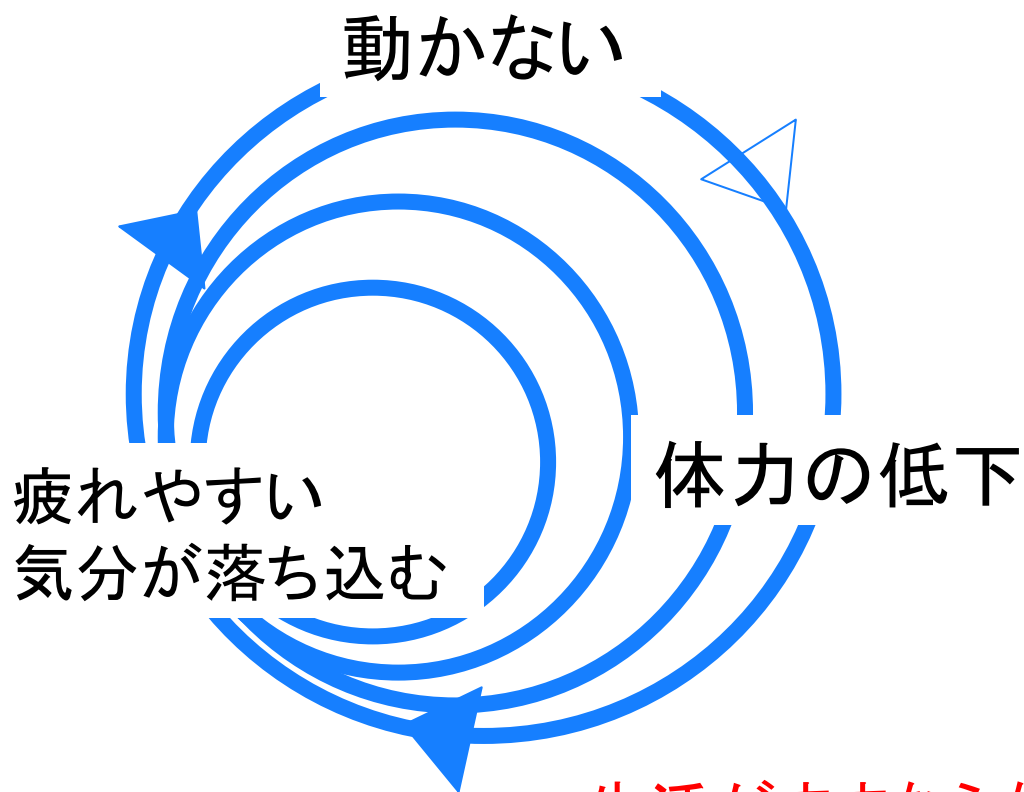 動かない
体力の低下
疲れやすい
気分が落ち込む